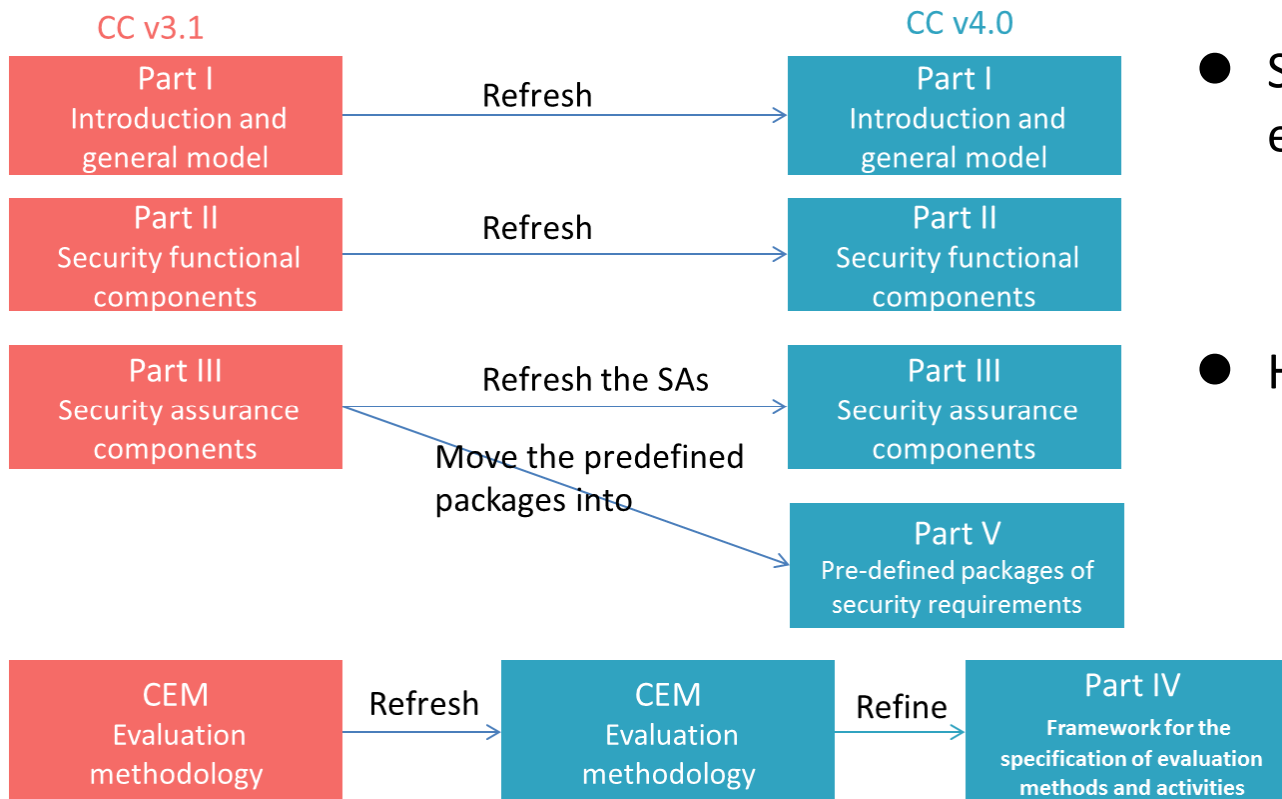 CC v3.1
CC v4.0
Part I
Introduction and
general model
Refresh
Part I
Introduction and
general model
Part II
Security functional
components
Refresh
Part II
Security functional
components
Part III
Security assurance
components
Refresh the SAs
Move the predefined
packages into
Part III
Security assurance
components
Part V
Pre-defined packages of
security requirements
CEM
Evaluation
methodology
Refresh
CEM
Evaluation
methodology
Refine
Part IV
Framework for the
specification of evaluation
methods and activities